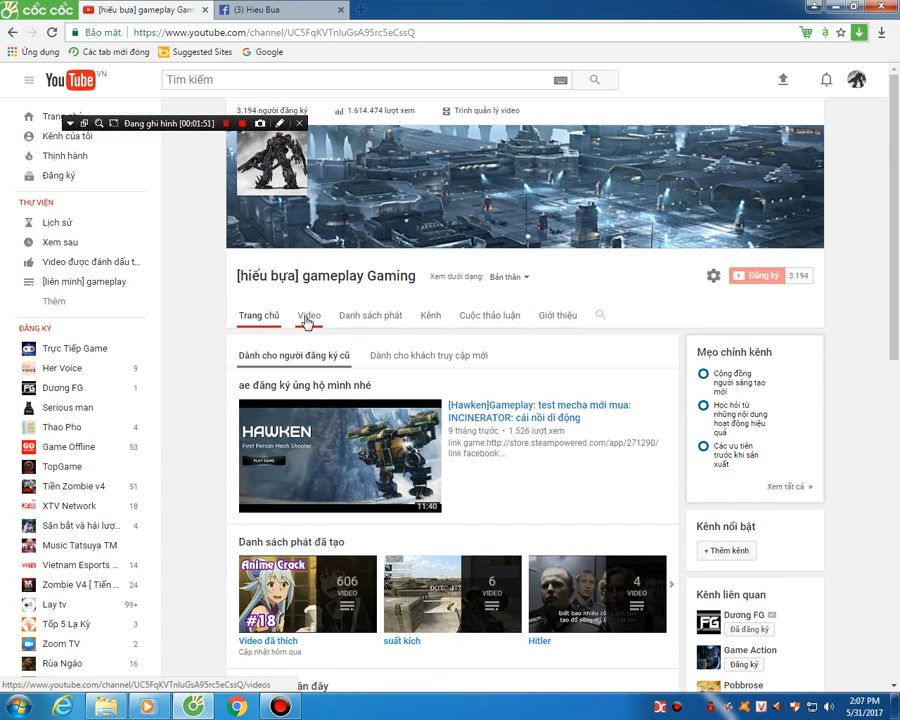 cốc cốc
[hiếu bựa] gameplay Gam
(3) Hieu Bua
Bảo mật
https://www.youtube.com/channel/UC5FqKVTnIuGsA95rc5eCssQ
Ứng dụng
Các tab mới đóng
Suggested Sites
Google
YouTube VN
Tìm kiếm
3.194 người đăng ký
1.614.474 lượt xem
Trình quản lý video
Đang ghi hình [00:01:51]
Kênh của tôi
Thịnh hành
Đăng ký
THƯ VIỆN
Lịch sử
Xem sau
Video được đánh dấu t...
[liên minh] gameplay
Thêm
ĐĂNG KÝ
Trực Tiếp Game
Her Voice 9
Dương FG 1
Serious man
Thao Pho 4
Game Offline 53
TopGame
Tiền Zombie v4 51
XTV Network 18
Săn bắt và hái lượ... 4
Music Tatsuya TM
Vietnam Esports ... 14
Zombie V4 [ Tiền ... 24
Lay tv 99+
Tốp 5 Lạ Kỳ 3
Zoom TV 2
Rùa Ngáo 17
[hiếu bựa] gameplay Gaming
Xem dưới dạng: Bản thân
Đăng ký 3.194
Trang chủ
Video
Danh sách phát
Kênh
Cuộc thảo luận
Giới thiệu
Dành cho người đăng ký cũ
Dành cho khách truy cập mới
ae đăng ký ủng hộ mình nhé
HAWKEN
First Person Mech Shooter
PLAY GAME
11:40
[Hawken]Gameplay: test mecha mới mua:
INCINERATOR: cái nồi di động
9 tháng trước • 1.526 lượt xem
link game:http://store.steampowered.com/app/271290/
link facebook:...
Danh sách phát đã tạo
Anime Crack
#18
606
VIDEO
6
VIDEO
4
VIDEO
Video đã thích
Cập nhật hôm qua
suất kích
Hitler
Mẹo chính kênh
Cộng đồng
người sáng tạo
mới
Học hỏi từ
những nội dung
hoạt động hiệu
quả
Các ưu tiên
trước khi sản
xuất
Xem tất cả »
Kênh nổi bật
+ Thêm kênh
Kênh liên quan
Dương FG
Đã đăng ký
Game Action
Đăng ký
Pobbrose
https://www.youtube.com/channel/UC5FqKVTnIuGsA95rc5eCssQ/videos
2:07 PM
5/31/2017